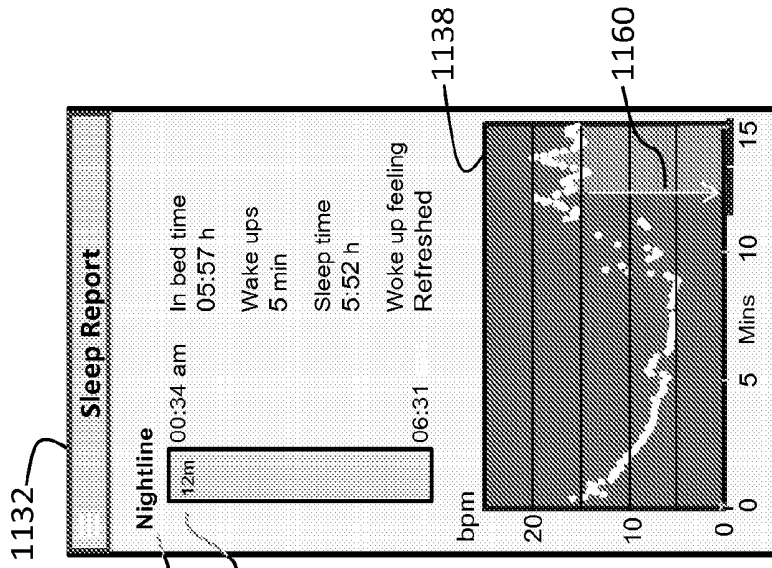 1132
Sleep Report
Nightline
00:34 am
12m
06:31
In bed time
05:57 h
Wake ups
5 min
Sleep time
5.52 h
Woke up feeling
Refreshed
bpm
20
10
0
0
5
Mins
10
15
1138
1160